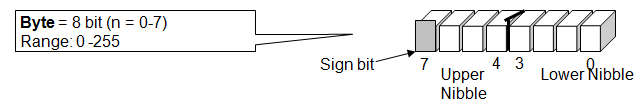 Byte = 8 bit (n = 0-7)
Range: 0 -255
Sign bit
7
4
3
0
Upper
Nibble
Lower Nibble